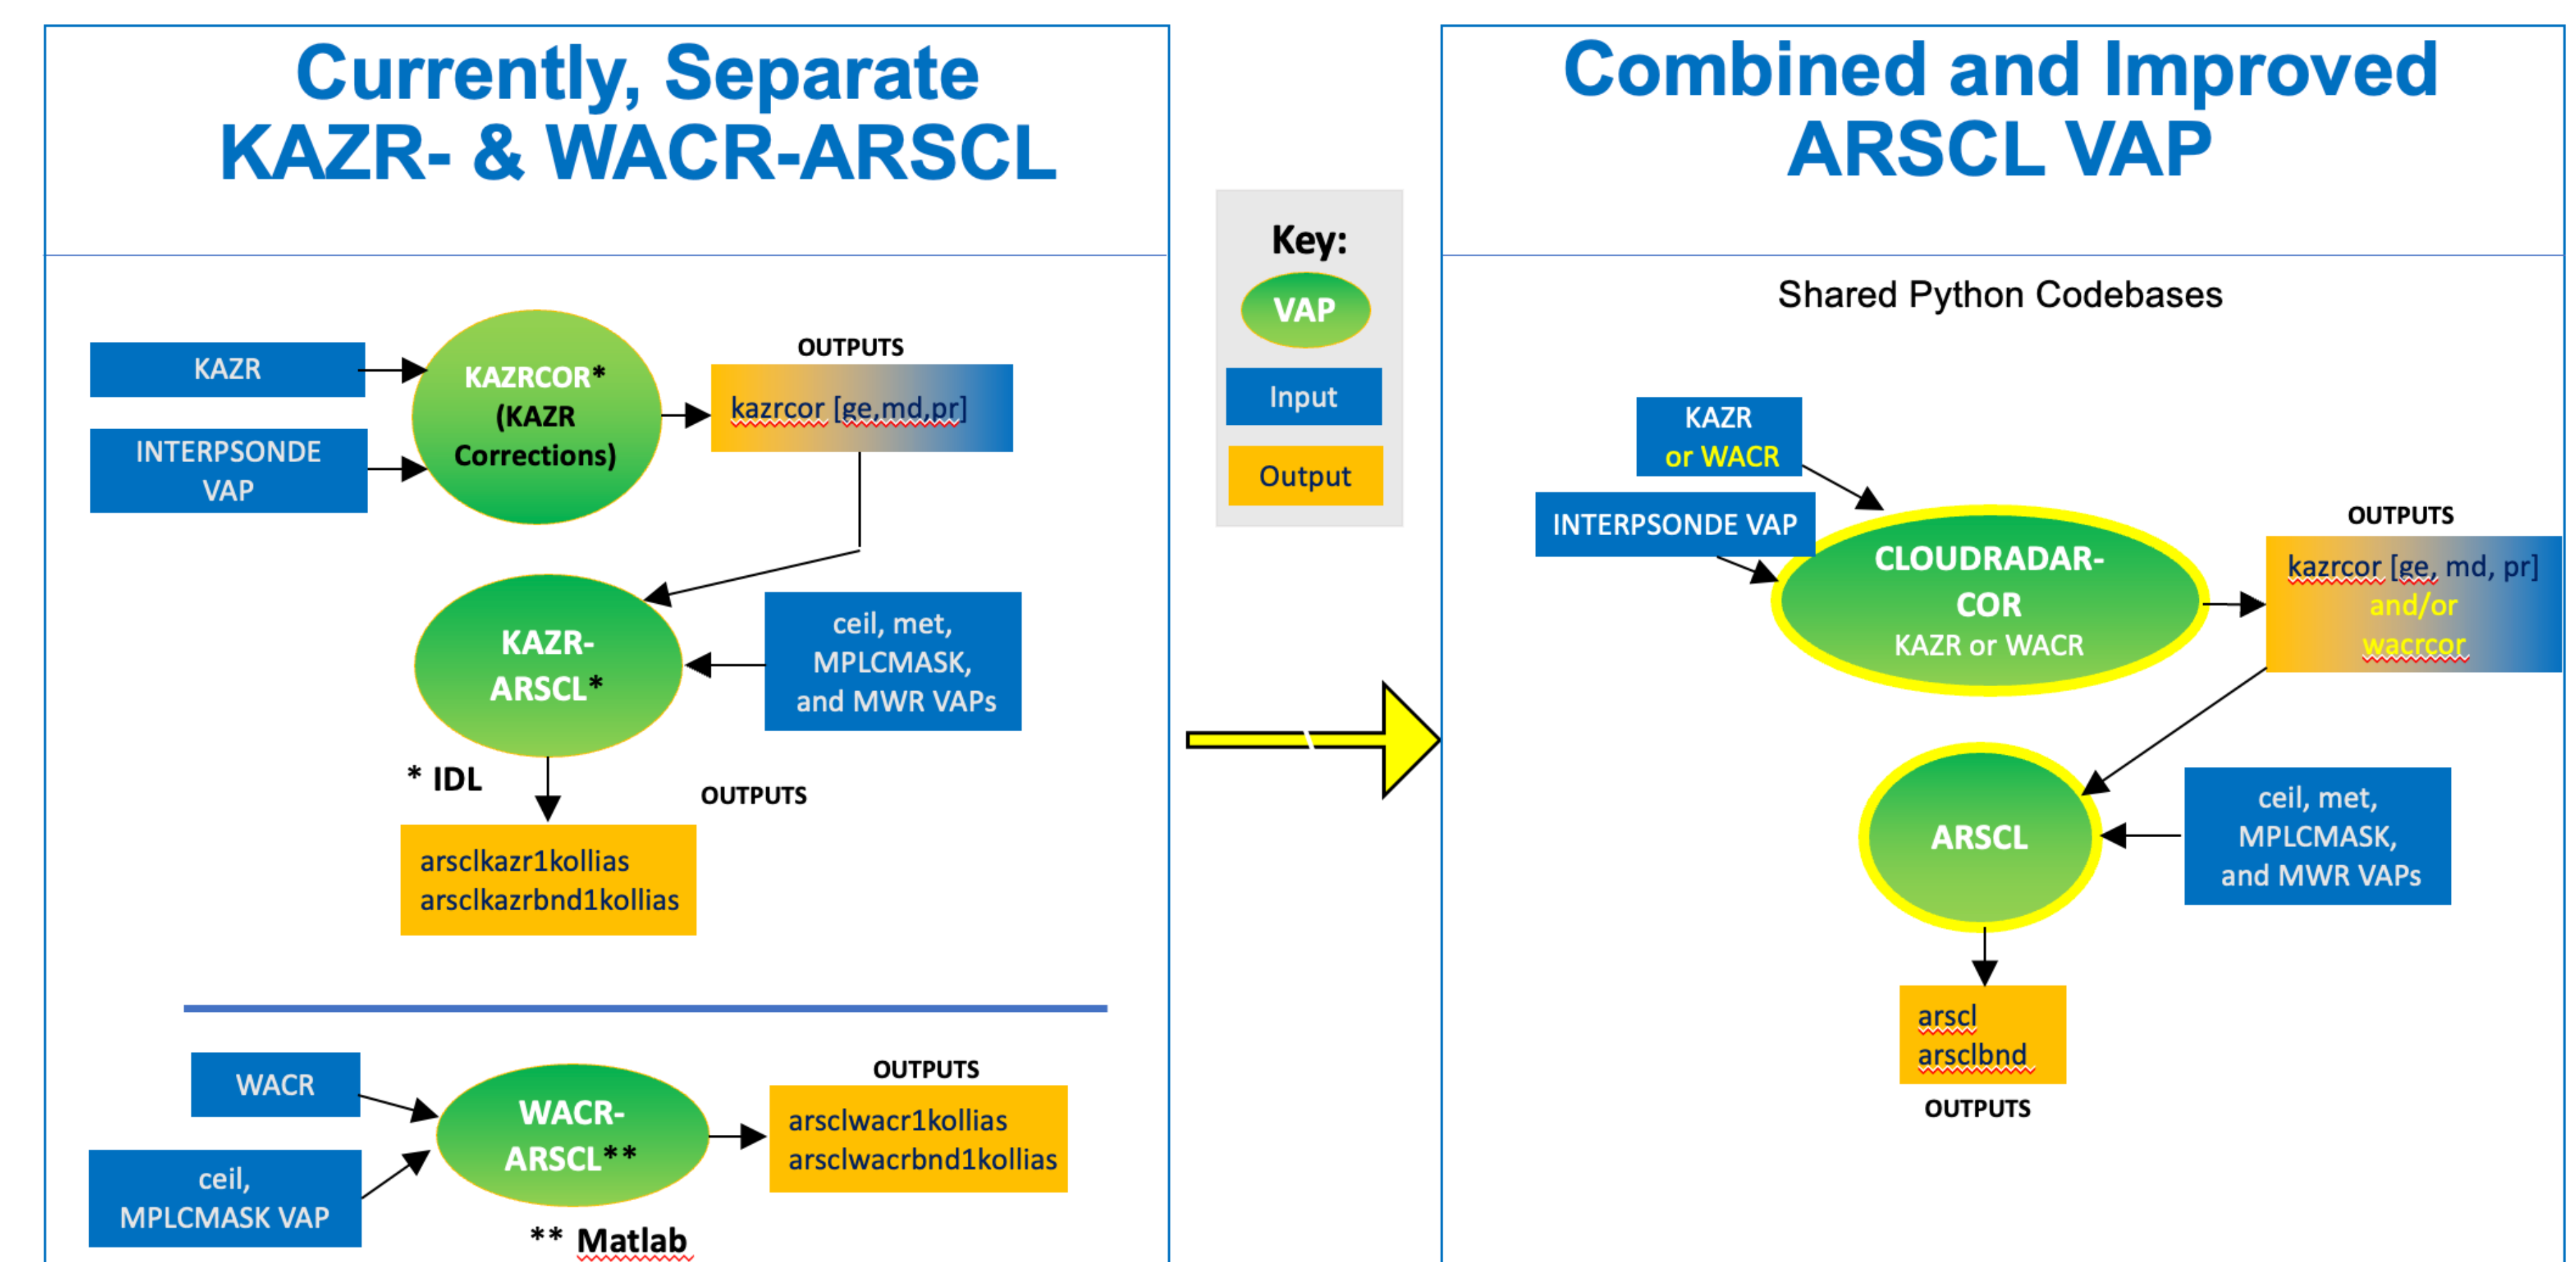 Currently, Separate
KAZR- & WACR-ARSCL
KAZR
INTERPSONDE
VAP
KAZRCOR*
(KAZR
Corrections)
OUTPUTS
kazrcor [ge,md,pr]
KAZR-
ARSCL*
ceil, met,
MPLCMASK,
and MWR VAPs
* IDL
OUTPUTS
arsclkazr1kollias
arsclkazrbnd1kollias
WACR
ceil,
MPLCMASK VAP
WACR-
ARSCL**
** Matlab
OUTPUTS
arsclwacr1kollias
arsclwacrbnd1kollias
Key:
VAP
Input
Output
Combined and Improved
ARSCL VAP
Shared Python Codebases
KAZR
or WACR
INTERPSONDE VAP
CLOUDRADAR-
COR
KAZR or WACR
OUTPUTS
kazrcor [ge, md, pr]
and/or
wacrcor
ARSCL
ceil, met,
MPLCMASK,
and MWR VAPs
arscl
arsclbnd
OUTPUTS